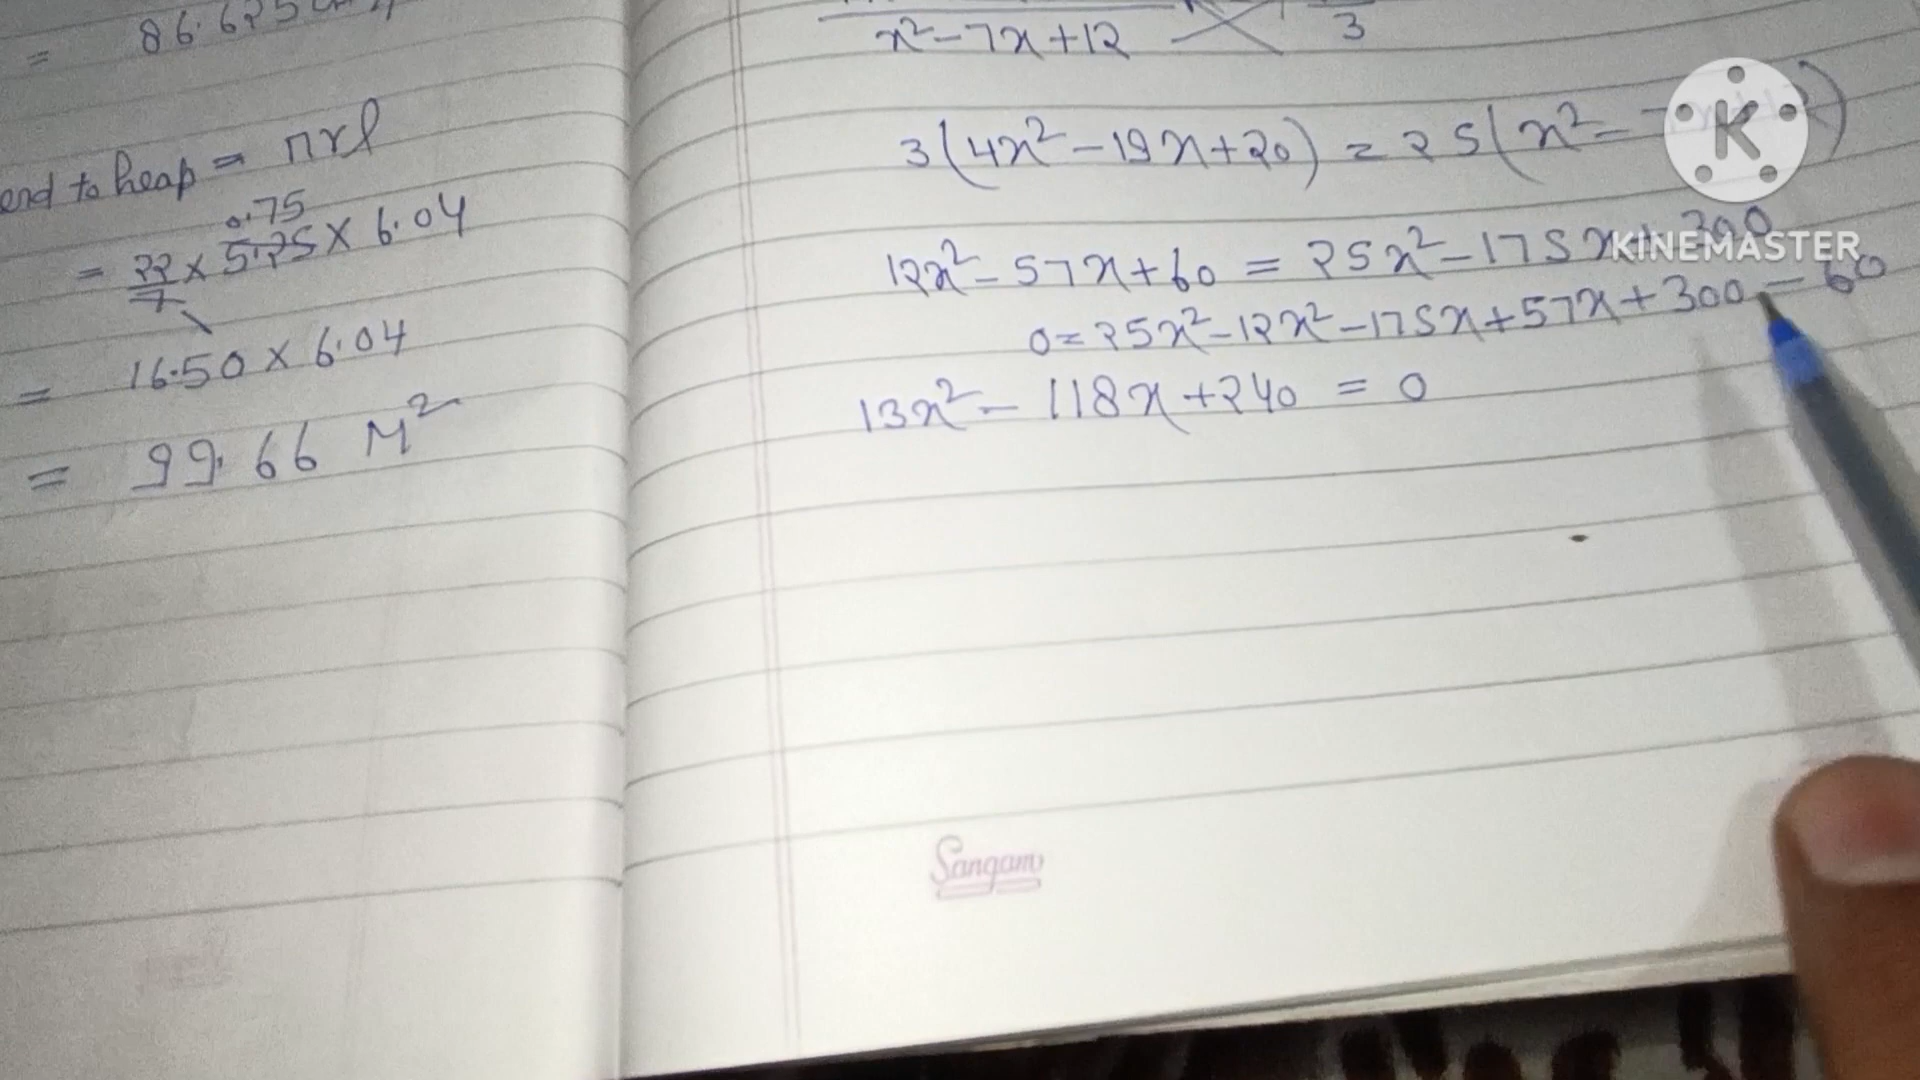 = 86.625
end to heap = πrl
0.75
= 22/7 × 5.25 × 6.04
= 16.50 × 6.04
= 99.66 M²
x² - 7x + 12   3
3(4x² - 19x + 20) = 25(x² -
12x² - 57x + 60 = 25x² - 175x + 300
0 = 25x² - 12x² - 175x + 57x + 300 - 60
13x² - 118x + 240 = 0
K
KINEMASTER
Sangam